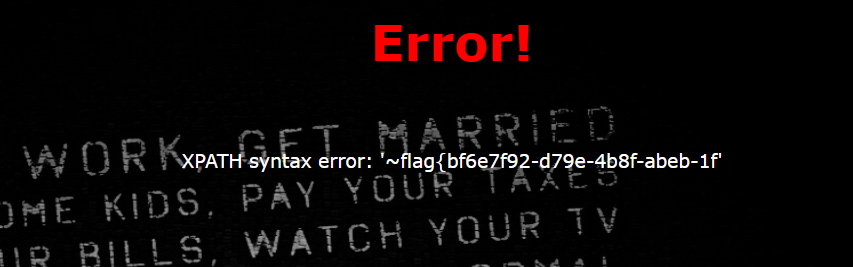 Error!
WORK, GET MARRIED
XPATH syntax error: '~flag{bf6e7f92-d79e-4b8f-abeb-1f'
OME KIDS, PAY YOUR TAXES
UR BILLS, WATCH YOUR TV